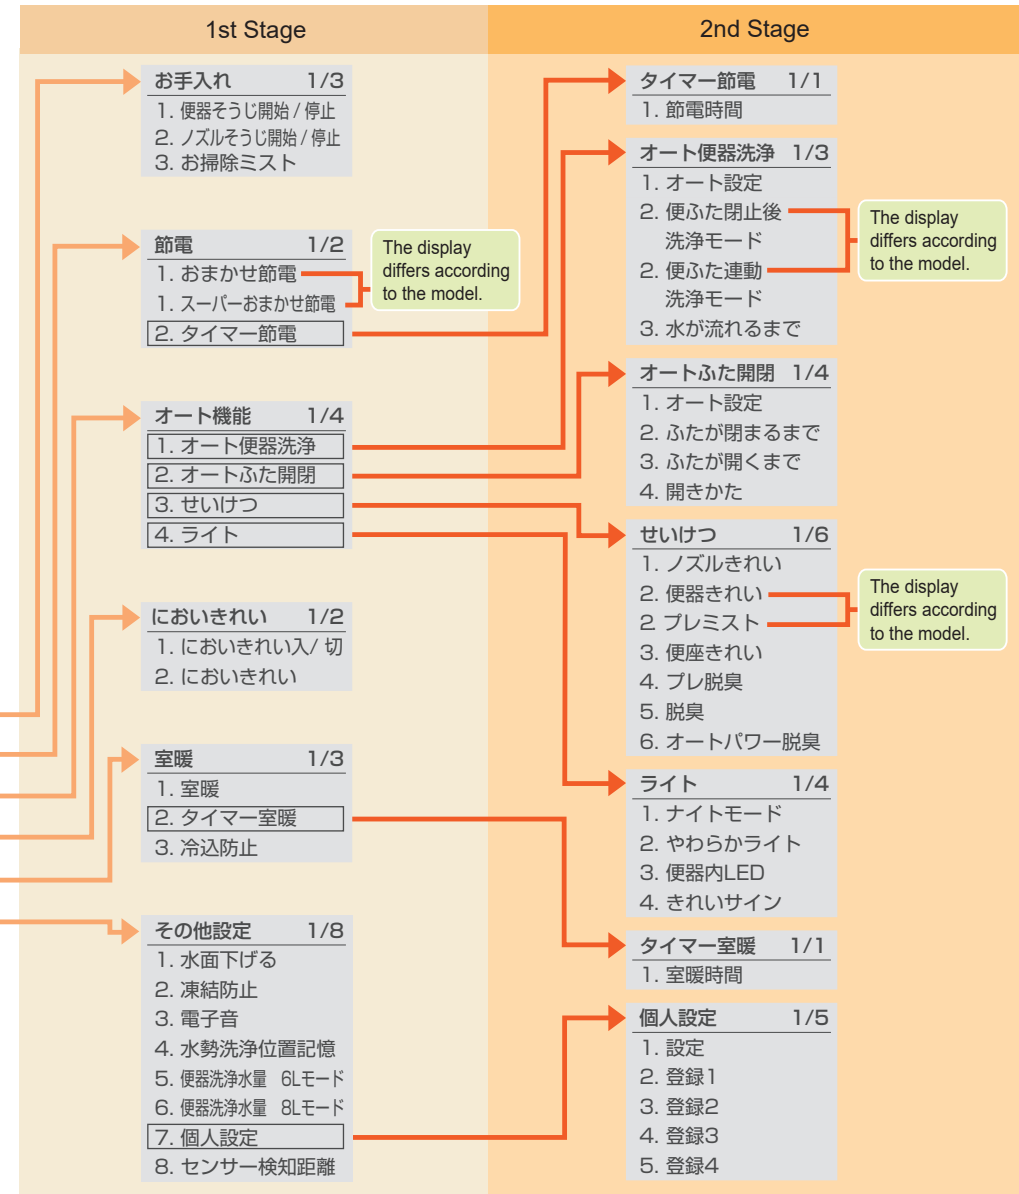 1st Stage
お手入れ 1/3
1. 便器そうじ開始 / 停止
2. ノズルそうじ開始 / 停止
3. お掃除ミスト
節電 1/2
1. おまかせ節電
1. スーパーおまかせ節電
2. タイマー節電
The display
differs according
to the model.
オート機能 1/4
1. オート便器洗浄
2. オートふた開閉
3. せいけつ
4. ライト
においきれい 1/2
1. においきれい入/ 切
2. においきれい
室暖 1/3
1. 室暖
2. タイマー室暖
3. 冷込防止
その他設定 1/8
1. 水面下げる
2. 凍結防止
3. 電子音
4. 水勢洗浄位置記憶
5. 便器洗浄水量 6Lモード
6. 便器洗浄水量 8Lモード
7. 個人設定
8. センサー検知距離
2nd Stage
タイマー節電 1/1
1. 節電時間
オート便器洗浄 1/3
1. オート設定
2. 便ふた閉止後
洗浄モード
2. 便ふた連動
洗浄モード
3. 水が流れるまで
The display
differs according
to the model.
オートふた開閉 1/4
1. オート設定
2. ふたが閉まるまで
3. ふたが開くまで
4. 開きかた
せいけつ 1/6
1. ノズルきれい
2. 便器きれい
2 プレミスト
3. 便座きれい
4. プレ脱臭
5. 脱臭
6. オートパワー脱臭
The display
differs according
to the model.
ライト 1/4
1. ナイトモード
2. やわらかライト
3. 便器内LED
4. きれいサイン
タイマー室暖 1/1
1. 室暖時間
個人設定 1/5
1. 設定
2. 登録1
3. 登録2
4. 登録3
5. 登録4